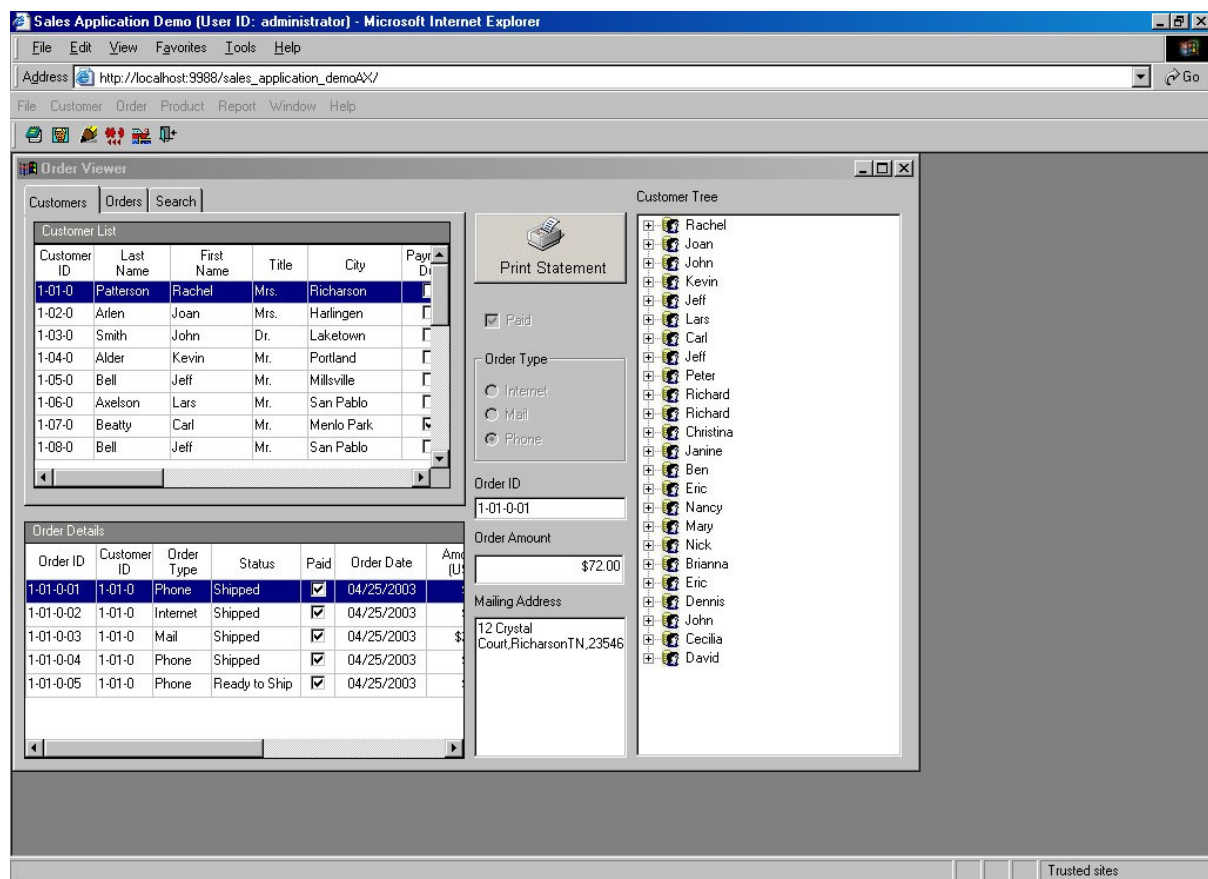 Sales Application Demo (User ID: administrator) - Microsoft Internet Explorer
File Edit View Favorites Tools Help
Address http://localhost:9988/sales_application_demoAX/ Go
File Customer Order Product Report Window Help
Order Viewer
Customers Orders Search
Customer List
Customer ID Last Name First Name Title City
1-01-0 Patterson Rachel Mrs. Richarson
1-02-0 Arlen Joan Mrs. Harlingen
1-03-0 Smith John Dr. Laketown
1-04-0 Alder Kevin Mr. Portland
1-05-0 Bell Jeff Mr. Millsville
1-06-0 Axelson Lars Mr. San Pablo
1-07-0 Beatty Carl Mr. Menlo Park
1-08-0 Bell Jeff Mr. San Pablo
Order Details
Order ID Customer ID Order Type Status Paid Order Date
1-01-0-01 1-01-0 Phone Shipped 04/25/2003
1-01-0-02 1-01-0 Internet Shipped 04/25/2003
1-01-0-03 1-01-0 Mail Shipped 04/25/2003
1-01-0-04 1-01-0 Phone Shipped 04/25/2003
1-01-0-05 1-01-0 Phone Ready to Ship 04/25/2003
Print Statement
Paid
Order Type
Internet
Mail
Phone
Order ID
1-01-0-01
Order Amount
$72.00
Mailing Address
12 Crystal
Court,RicharsonTN,23546
Customer Tree
Rachel
Joan
John
Kevin
Jeff
Lars
Carl
Jeff
Peter
Richard
Richard
Christina
Janine
Ben
Eric
Nancy
Mary
Nick
Brianna
Eric
Dennis
John
Cecilia
David
Trusted sites